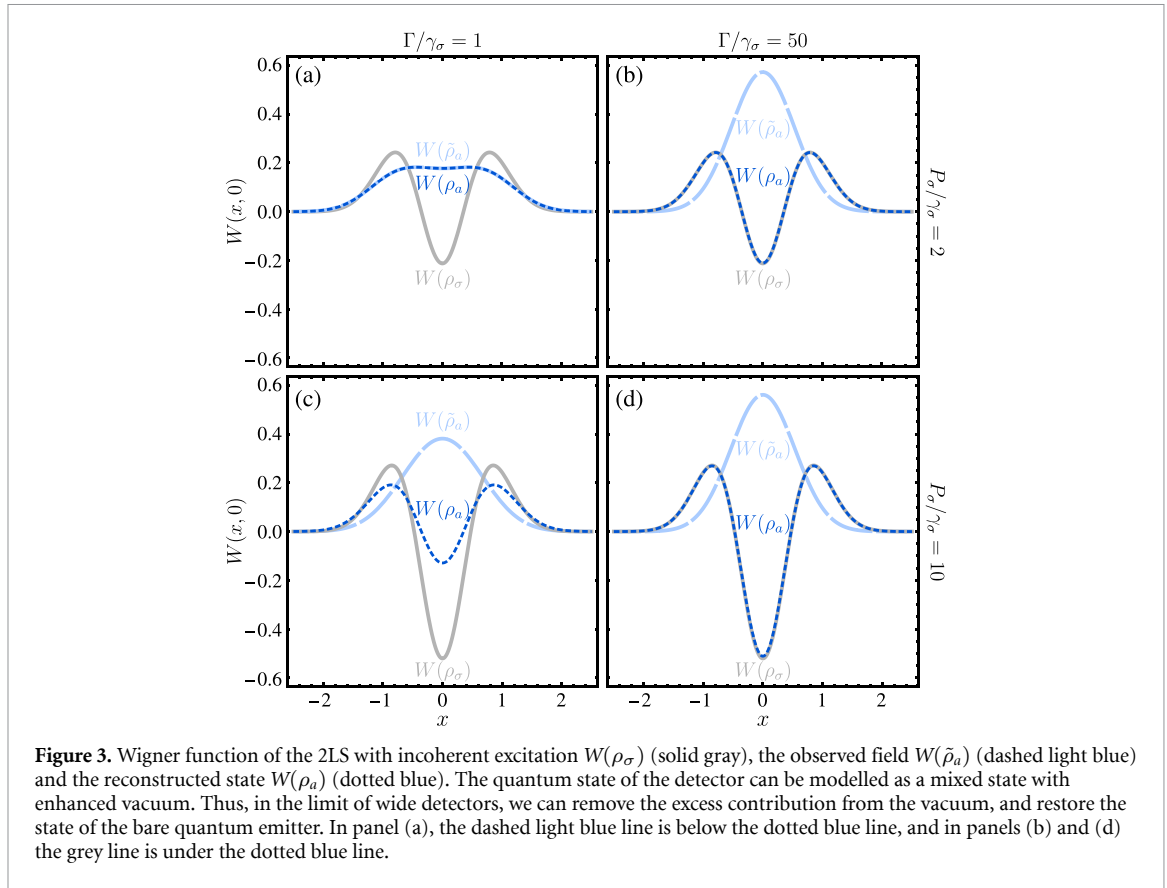 Γ/γσ = 1
Γ/γσ = 50
(a)
(b)
(c)
(d)
0.6
0.4
0.2
0.0
−0.2
−0.4
−0.6
W(x, 0)
W(ρ̃a)
W(ρa)
W(ρσ)
W(ρ̃a)
W(ρa)
W(ρσ)
Pσ/γσ = 2
0.6
0.4
0.2
0.0
−0.2
−0.4
−0.6
W(x, 0)
W(ρ̃a)
W(ρa)
W(ρσ)
W(ρ̃a)
W(ρa)
W(ρσ)
Pσ/γσ = 10
−2 −1 0 1 2
x
−2 −1 0 1 2
x
Figure 3. Wigner function of the 2LS with incoherent excitation W(ρσ) (solid gray), the observed field W(ρ̃a) (dashed light blue)
and the reconstructed state W(ρa) (dotted blue). The quantum state of the detector can be modelled as a mixed state with
enhanced vacuum. Thus, in the limit of wide detectors, we can remove the excess contribution from the vacuum, and restore the
state of the bare quantum emitter. In panel (a), the dashed light blue line is below the dotted blue line, and in panels (b) and (d)
the grey line is under the dotted blue line.